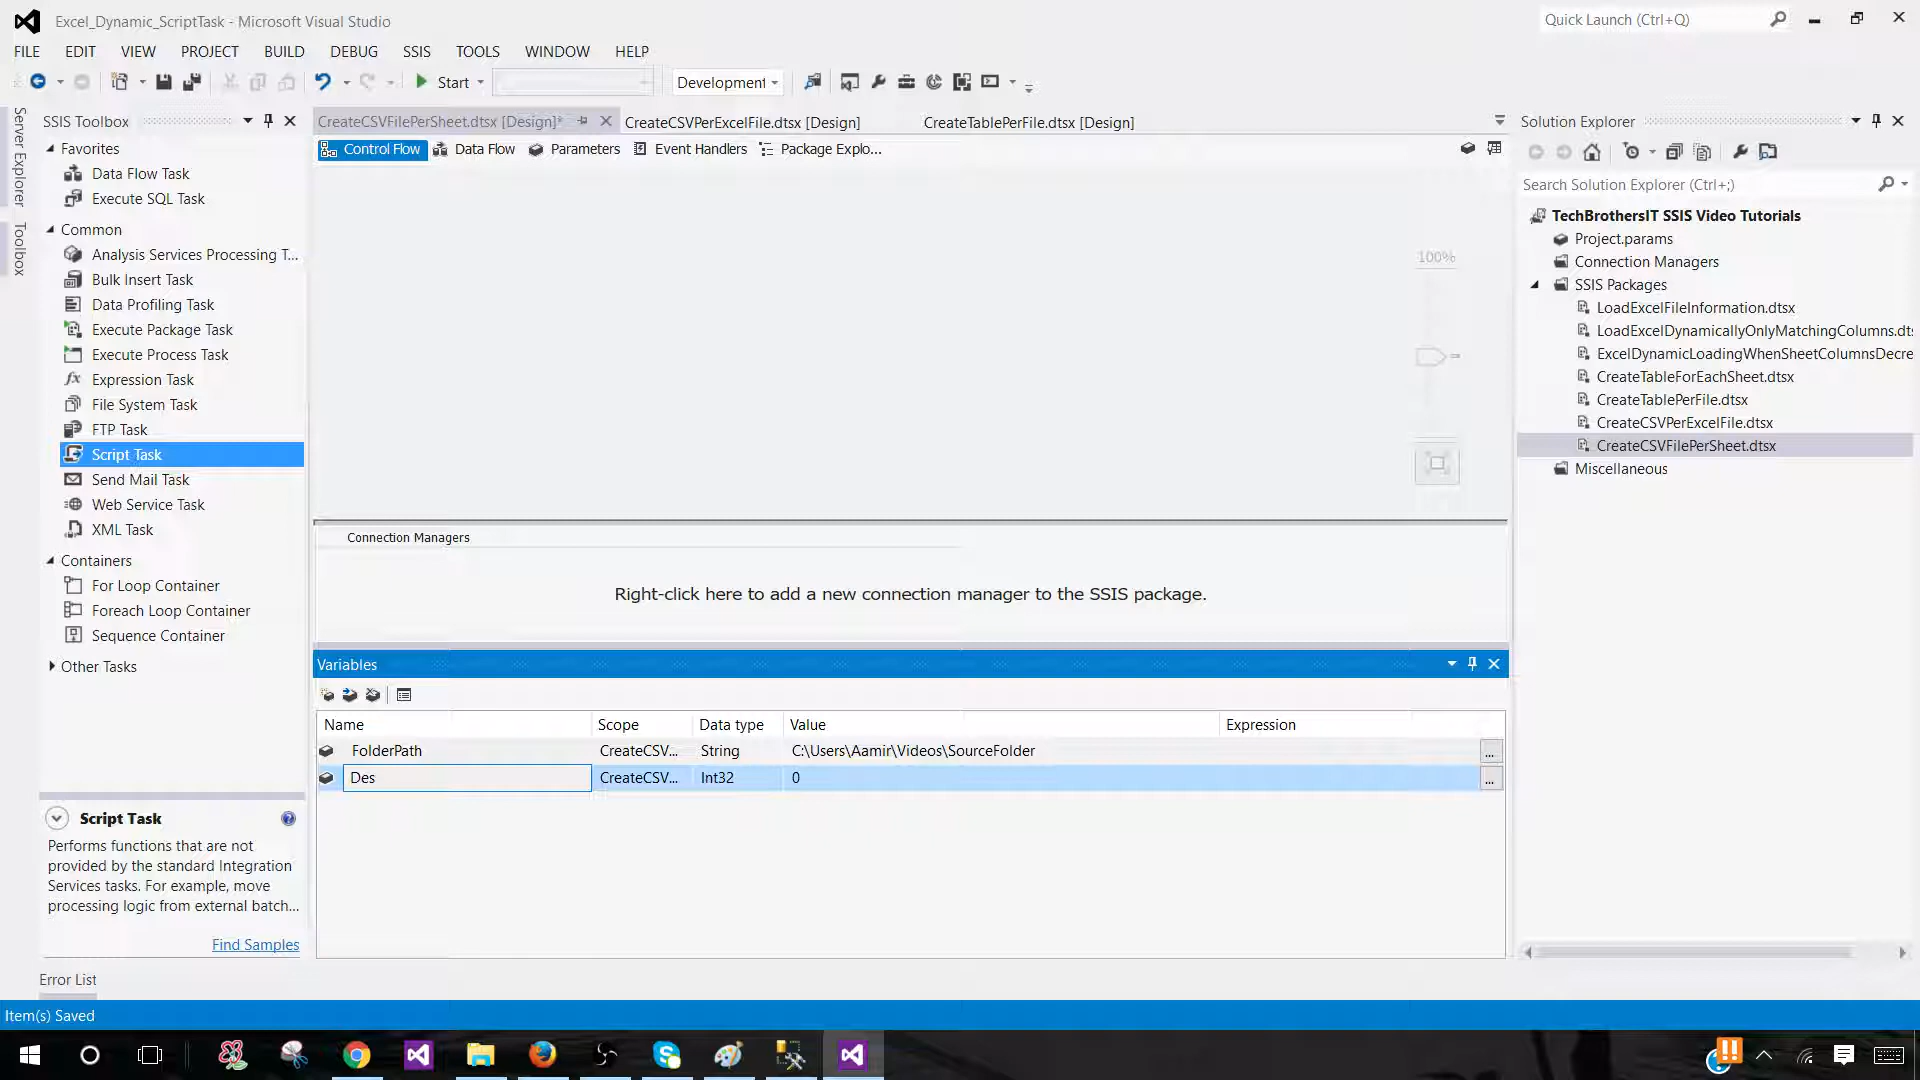 Excel_Dynamic_ScriptTask - Microsoft Visual Studio
Quick Launch (Ctrl+Q)
FILE EDIT VIEW PROJECT BUILD DEBUG SSIS TOOLS WINDOW HELP
Start Development
Server Explorer
Toolbox
SSIS Toolbox
Favorites
Data Flow Task
Execute SQL Task
Common
Analysis Services Processing T...
Bulk Insert Task
Data Profiling Task
Execute Package Task
Execute Process Task
Expression Task
File System Task
FTP Task
Script Task
Send Mail Task
Web Service Task
XML Task
Containers
For Loop Container
Foreach Loop Container
Sequence Container
Other Tasks
Script Task
Performs functions that are not
provided by the standard Integration
Services tasks. For example, move
processing logic from external batch...
Find Samples
CreateCSVFilePerSheet.dtsx [Design]* CreateCSVPerExcelFile.dtsx [Design] CreateTablePerFile.dtsx [Design]
Control Flow Data Flow Parameters Event Handlers Package Explo...
100%
Connection Managers
Right-click here to add a new connection manager to the SSIS package.
Variables
Name Scope Data type Value Expression
FolderPath CreateCSV... String C:\Users\Aamir\Videos\SourceFolder ...
Des CreateCSV... Int32 0 ...
Solution Explorer
Search Solution Explorer (Ctrl+;)
TechBrothersIT SSIS Video Tutorials
Project.params
Connection Managers
SSIS Packages
LoadExcelFileInformation.dtsx
LoadExcelDynamicallyOnlyMatchingColumns.dts
ExcelDynamicLoadingWhenSheetColumnsDecre
CreateTableForEachSheet.dtsx
CreateTablePerFile.dtsx
CreateCSVPerExcelFile.dtsx
CreateCSVFilePerSheet.dtsx
Miscellaneous
Error List
Item(s) Saved